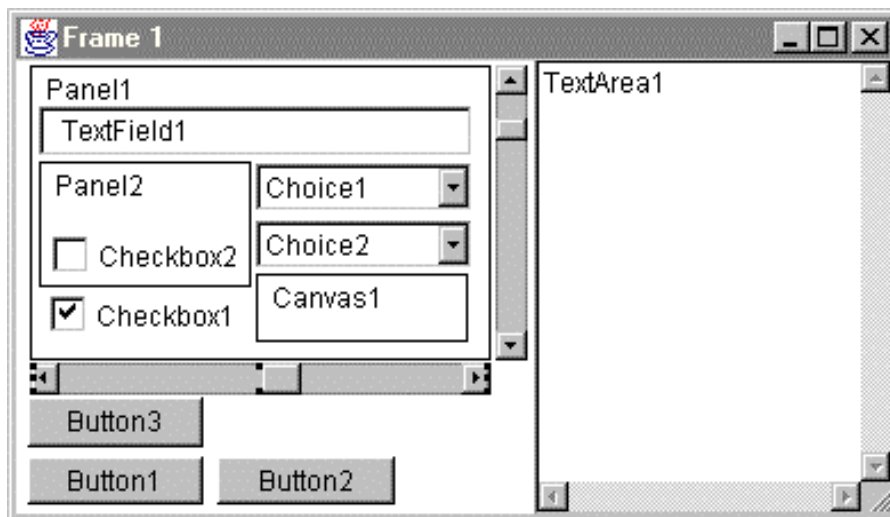 Frame 1
Panel1
TextField1
Panel2
Choice1
Checkbox2
Choice2
Checkbox1
Canvas1
Button3
Button1
Button2
TextArea1